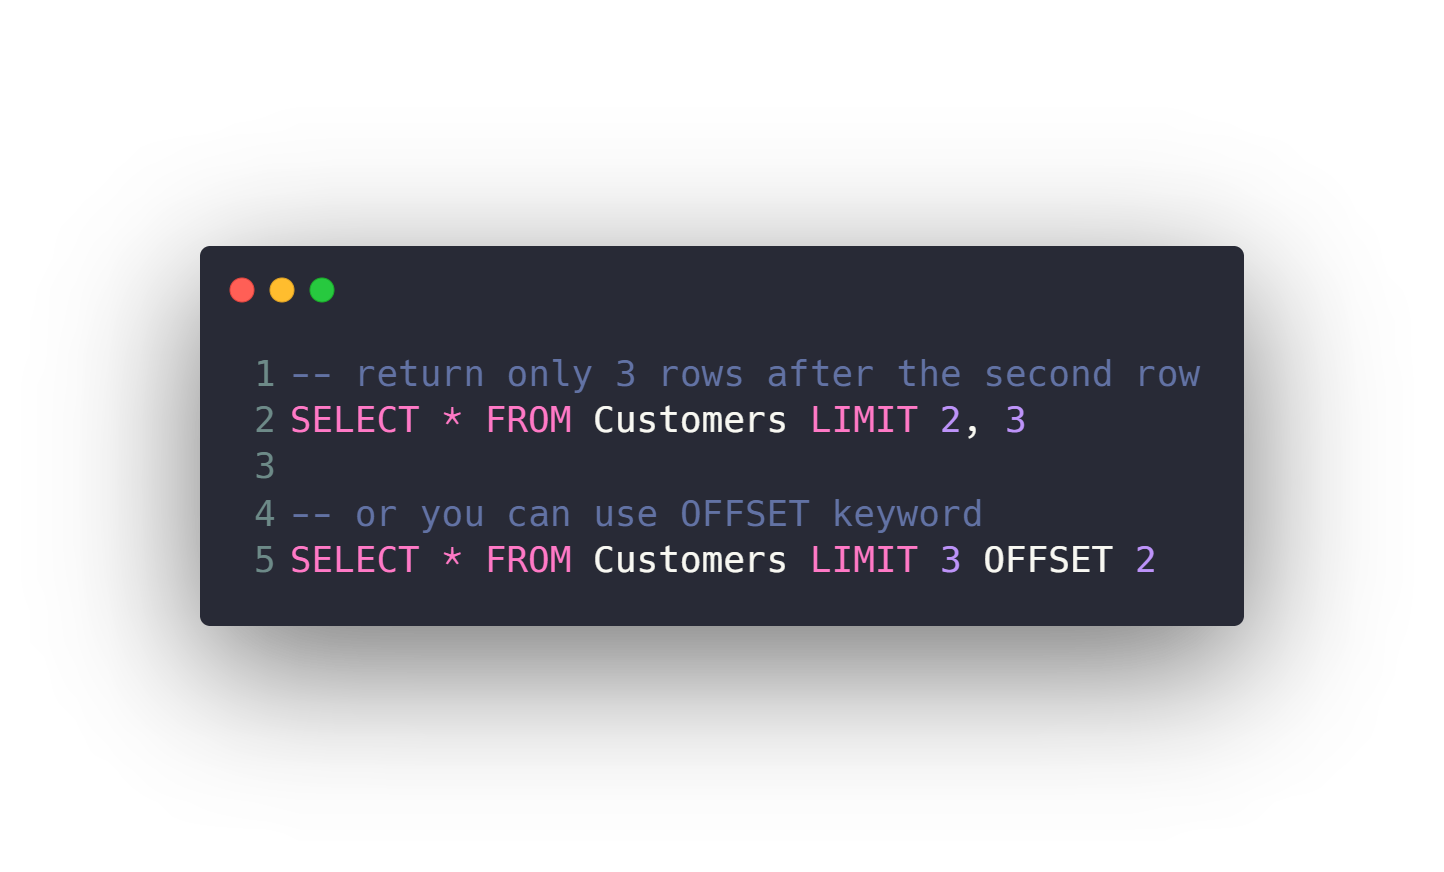 1 -- return only 3 rows after the second row
2 SELECT * FROM Customers LIMIT 2, 3
3
4 -- or you can use OFFSET keyword
5 SELECT * FROM Customers LIMIT 3 OFFSET 2